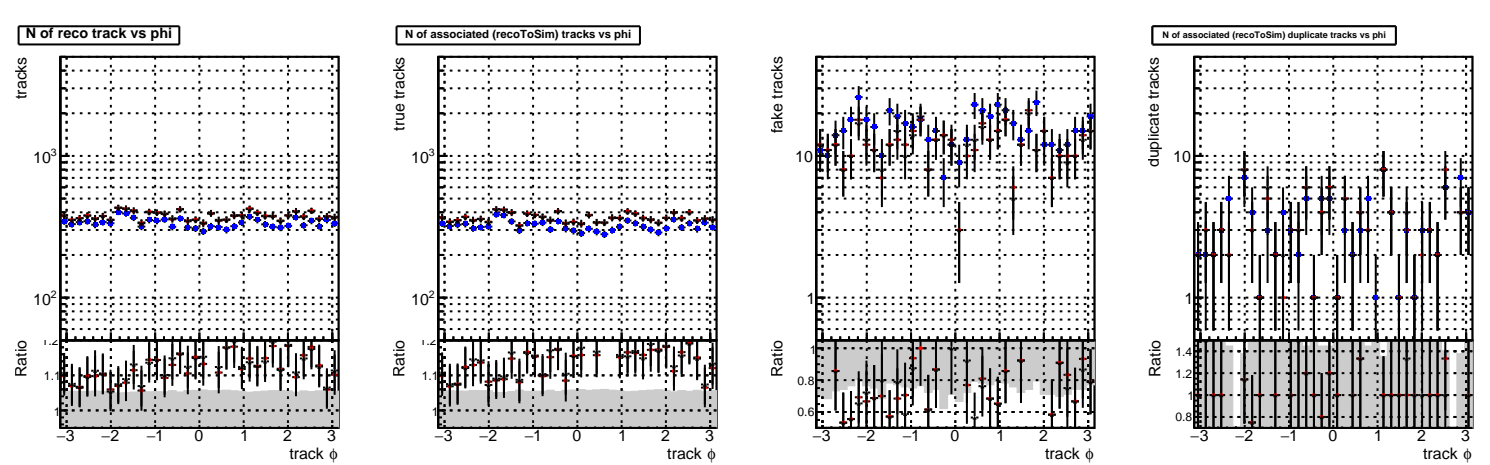 N of reco track vs phi
tracks
10³
10²
Ratio
1.2
1.1
1
−3 −2 −1 0 1 2 3
track ϕ
N of associated (recoToSim) tracks vs phi
true tracks
10³
10²
Ratio
1.2
1.1
1
−3 −2 −1 0 1 2 3
track ϕ
fake tracks
10
1
Ratio
1
0.8
0.6
−3 −2 −1 0 1 2 3
track ϕ
N of associated (recoToSim) duplicate tracks vs phi
duplicate tracks
10
1
Ratio
1.4
1.2
1
0.8
−3 −2 −1 0 1 2 3
track ϕ